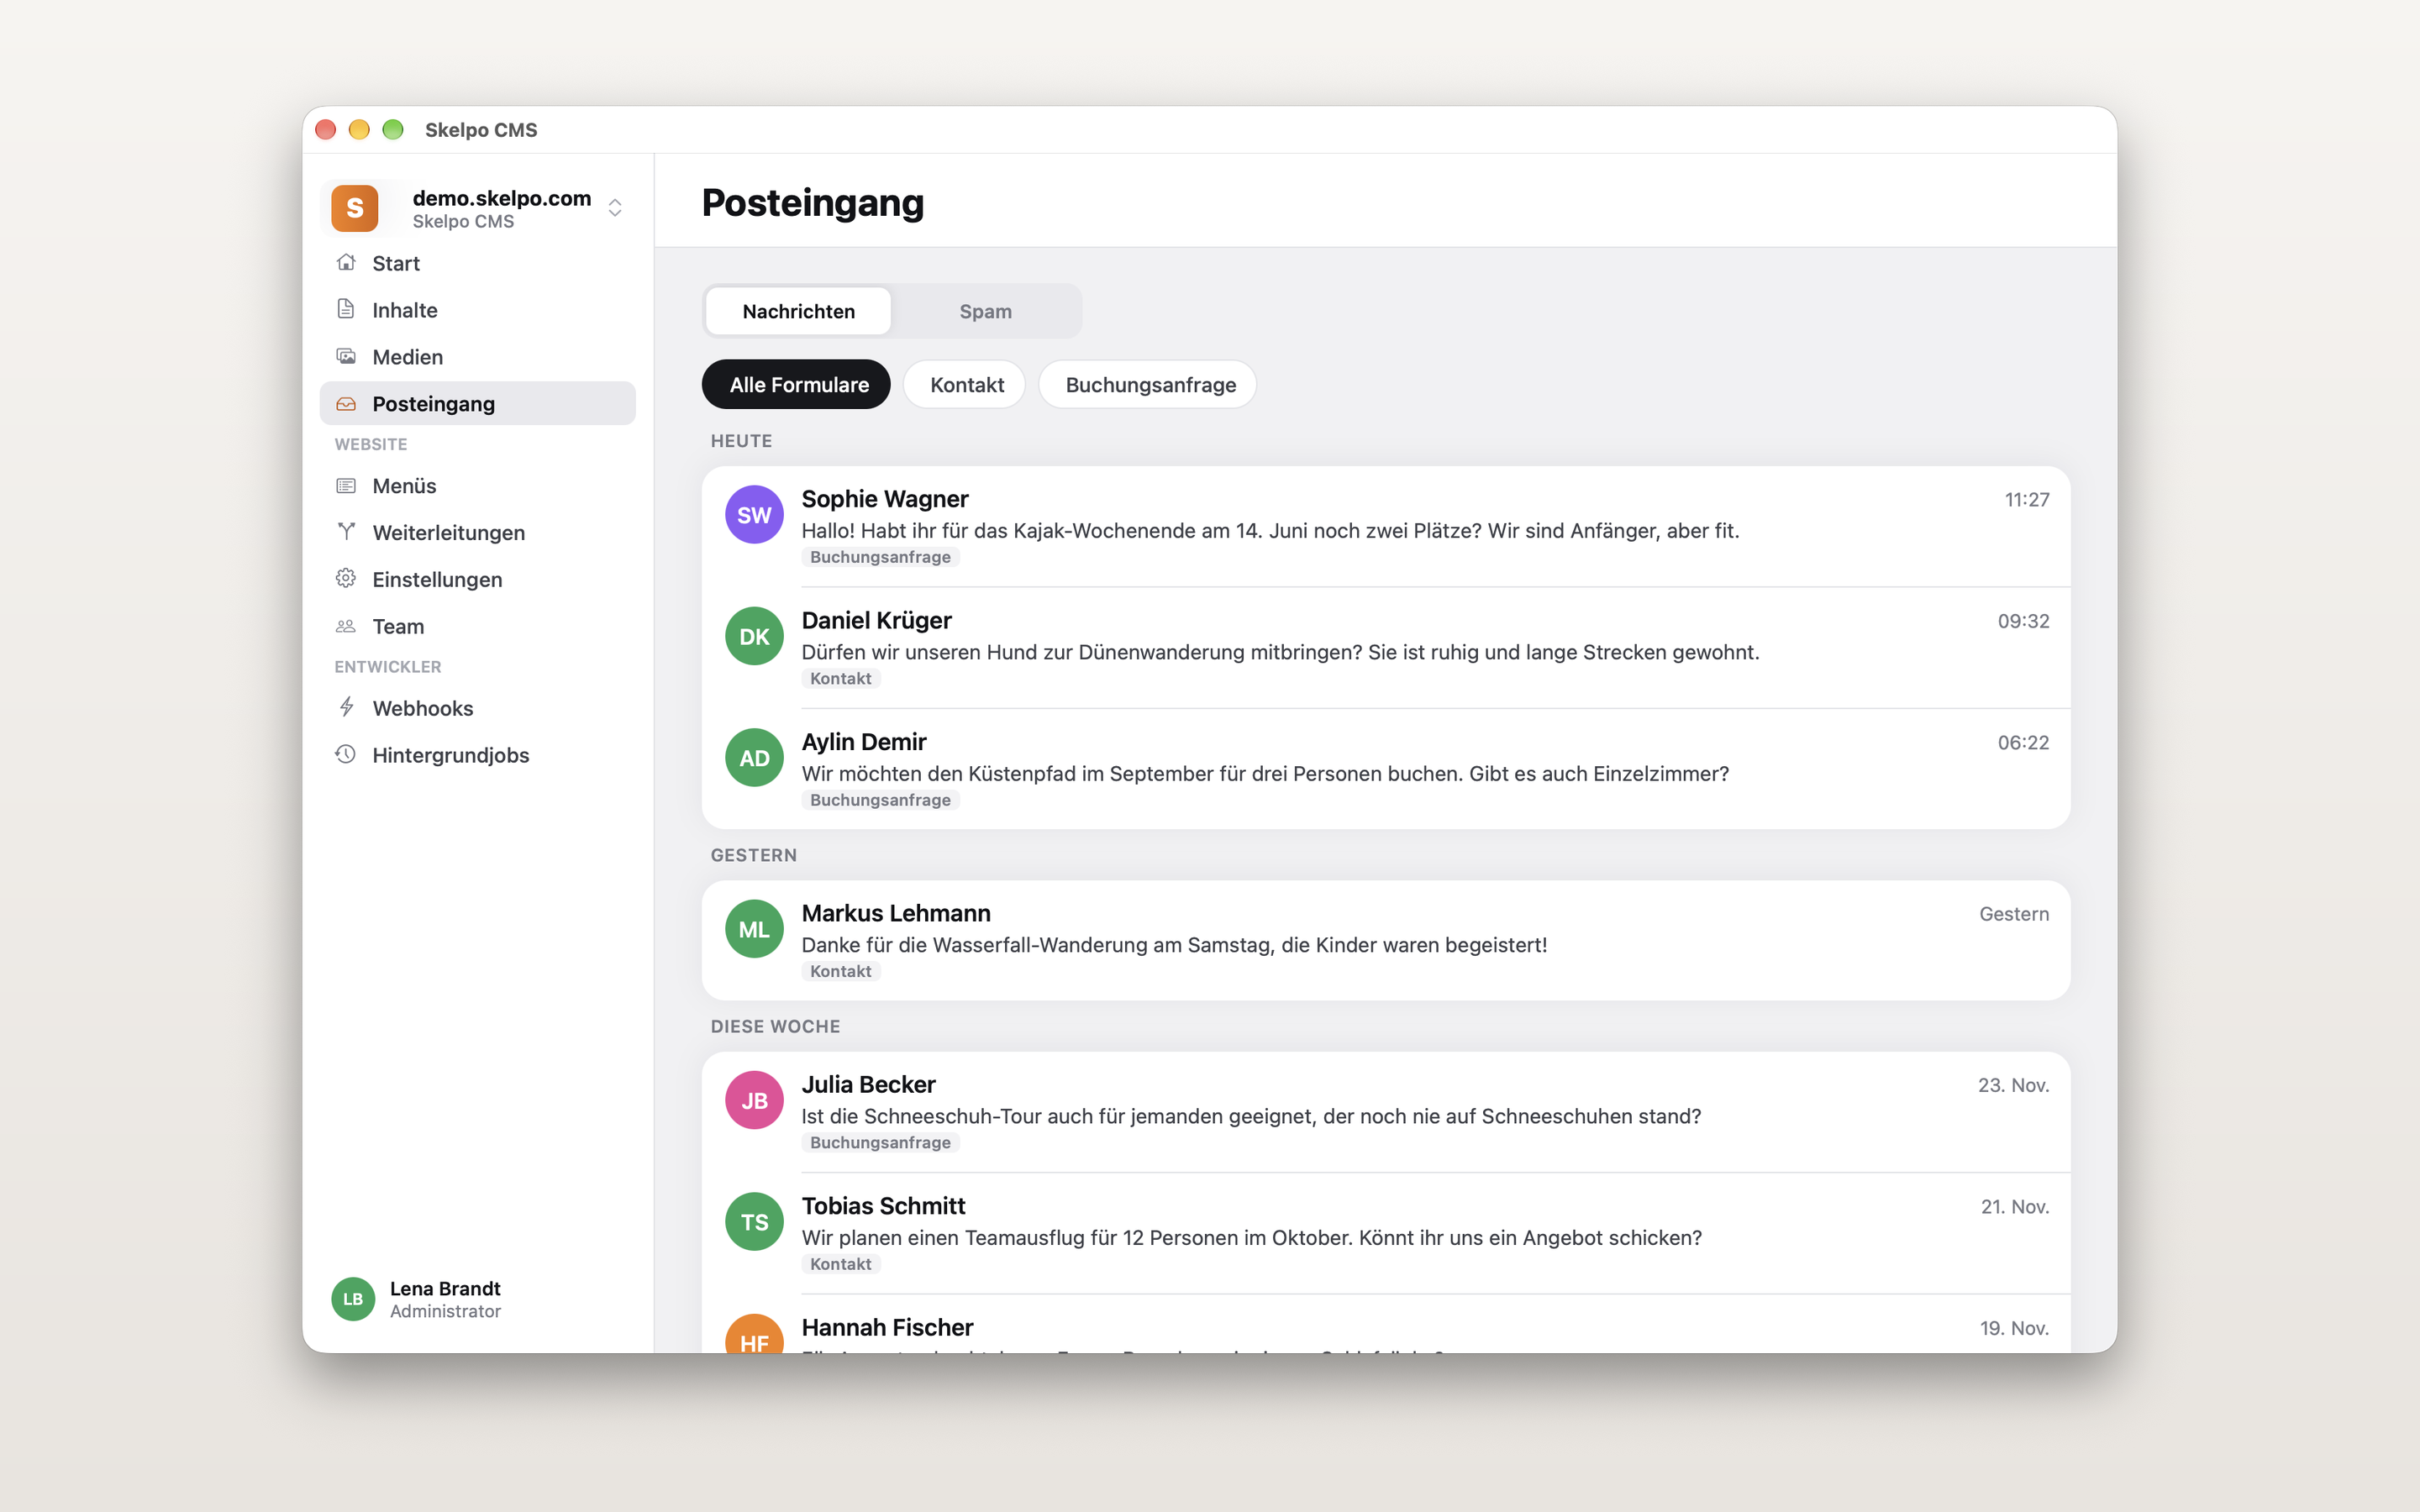 Skelpo CMS
S
demo.skelpo.com
Skelpo CMS
Start
Inhalte
Medien
Posteingang
WEBSITE
Menüs
Weiterleitungen
Einstellungen
Team
ENTWICKLER
Webhooks
Hintergrundjobs
LB
Lena Brandt
Administrator
Posteingang
Nachrichten
Spam
Alle Formulare
Kontakt
Buchungsanfrage
HEUTE
SW
Sophie Wagner
11:27
Hallo! Habt ihr für das Kajak-Wochenende am 14. Juni noch zwei Plätze? Wir sind Anfänger, aber fit.
Buchungsanfrage
DK
Daniel Krüger
09:32
Dürfen wir unseren Hund zur Dünenwanderung mitbringen? Sie ist ruhig und lange Strecken gewohnt.
Kontakt
AD
Aylin Demir
06:22
Wir möchten den Küstenpfad im September für drei Personen buchen. Gibt es auch Einzelzimmer?
Buchungsanfrage
GESTERN
ML
Markus Lehmann
Gestern
Danke für die Wasserfall-Wanderung am Samstag, die Kinder waren begeistert!
Kontakt
DIESE WOCHE
JB
Julia Becker
23. Nov.
Ist die Schneeschuh-Tour auch für jemanden geeignet, der noch nie auf Schneeschuhen stand?
Buchungsanfrage
TS
Tobias Schmitt
21. Nov.
Wir planen einen Teamausflug für 12 Personen im Oktober. Könnt ihr uns ein Angebot schicken?
Kontakt
HF
Hannah Fischer
19. Nov.